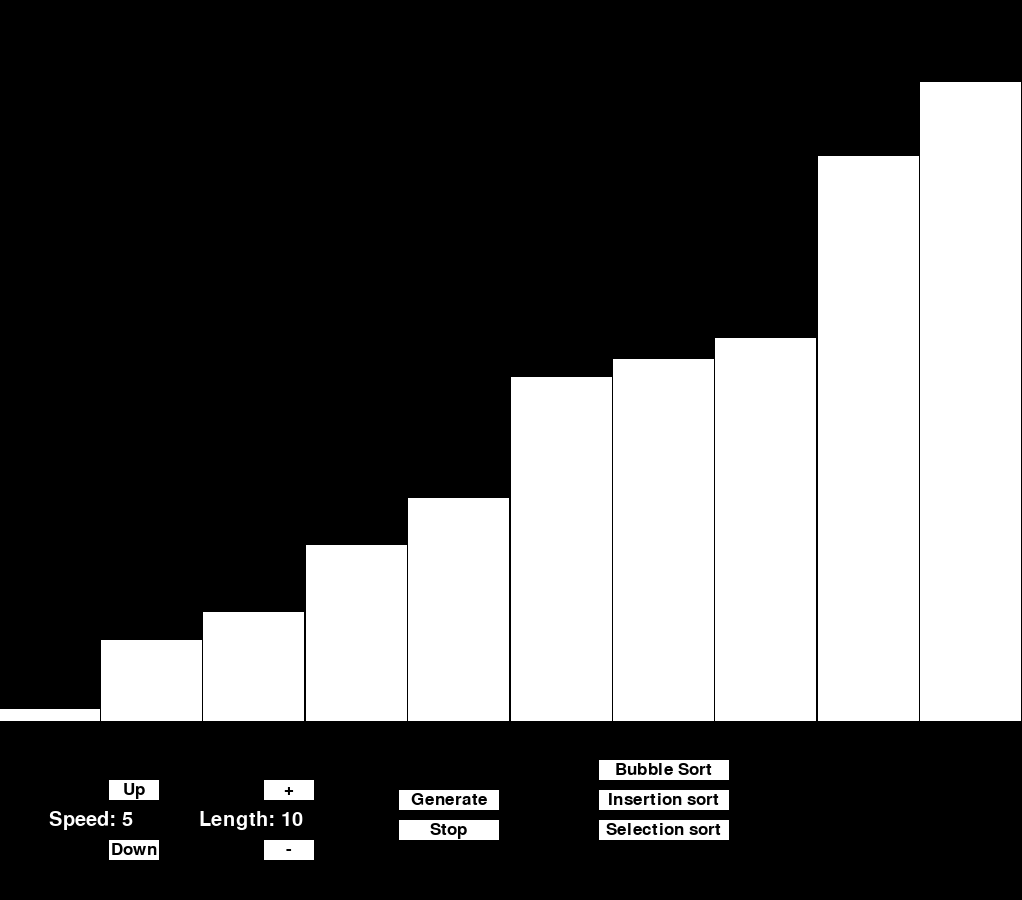 Up
Speed: 5
Down
+
Length: 10
-
Generate
Stop
Bubble Sort
Insertion sort
Selection sort